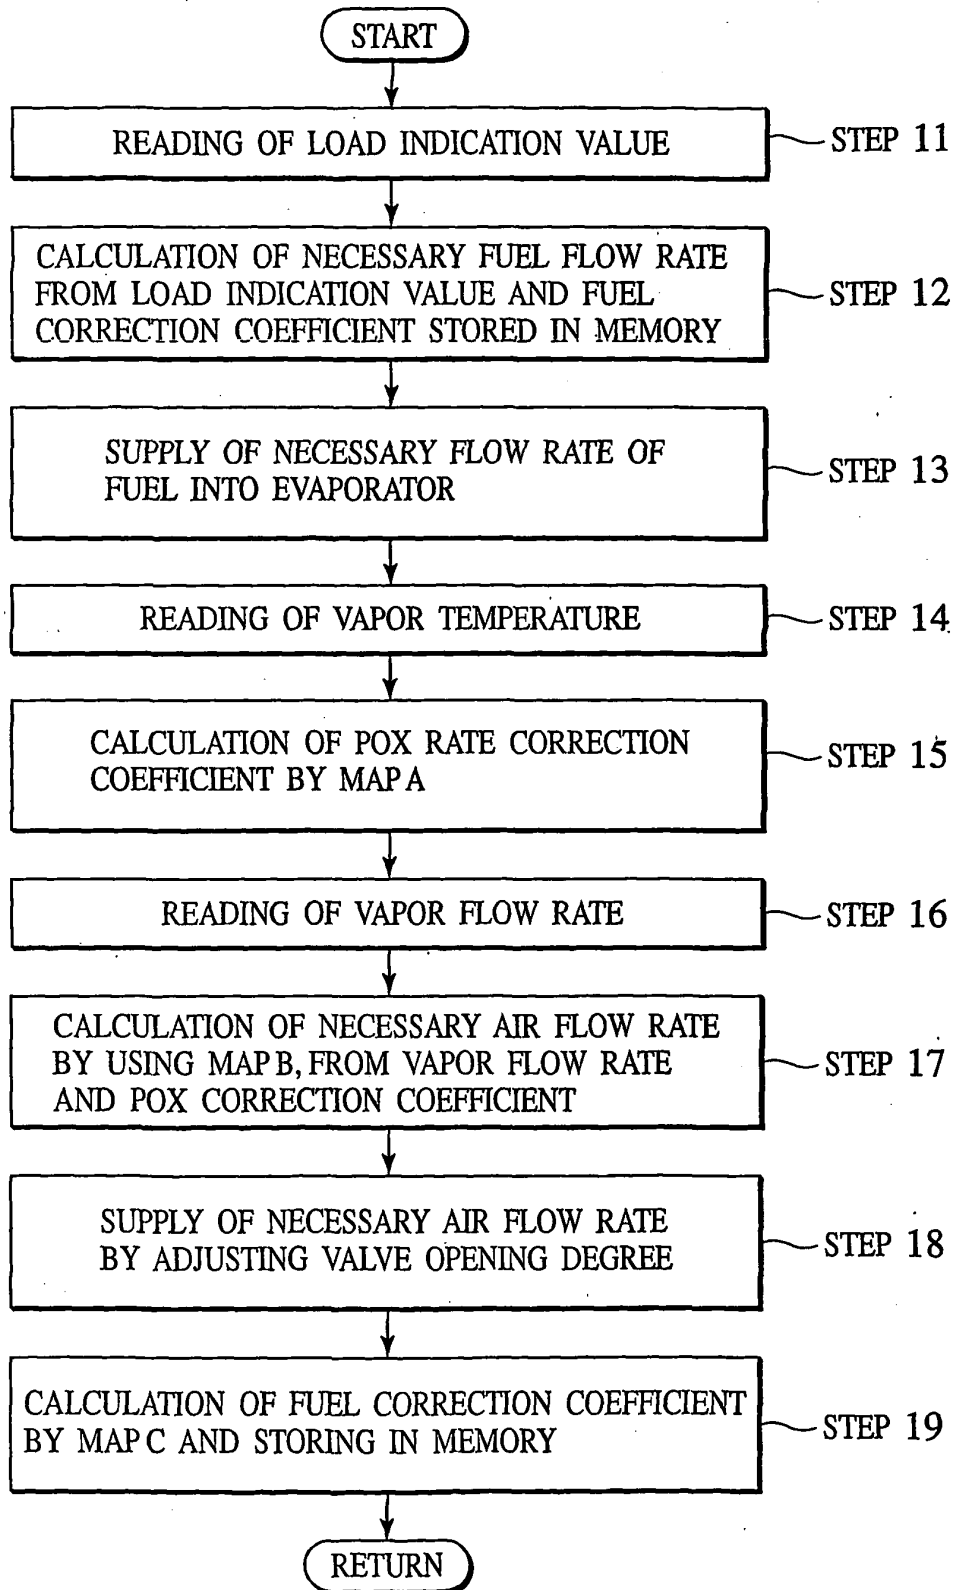 START
READING OF LOAD INDICATION VALUE
STEP 11
CALCULATION OF NECESSARY FUEL FLOW RATE
FROM LOAD INDICATION VALUE AND FUEL
CORRECTION COEFFICIENT STORED IN MEMORY
STEP 12
SUPPLY OF NECESSARY FLOW RATE OF
FUEL INTO EVAPORATOR
STEP 13
READING OF VAPOR TEMPERATURE
STEP 14
CALCULATION OF POX RATE CORRECTION
COEFFICIENT BY MAP A
STEP 15
READING OF VAPOR FLOW RATE
STEP 16
CALCULATION OF NECESSARY AIR FLOW RATE
BY USING MAP B, FROM VAPOR FLOW RATE
AND POX CORRECTION COEFFICIENT
STEP 17
SUPPLY OF NECESSARY AIR FLOW RATE
BY ADJUSTING VALVE OPENING DEGREE
STEP 18
CALCULATION OF FUEL CORRECTION COEFFICIENT
BY MAP C AND STORING IN MEMORY
STEP 19
RETURN